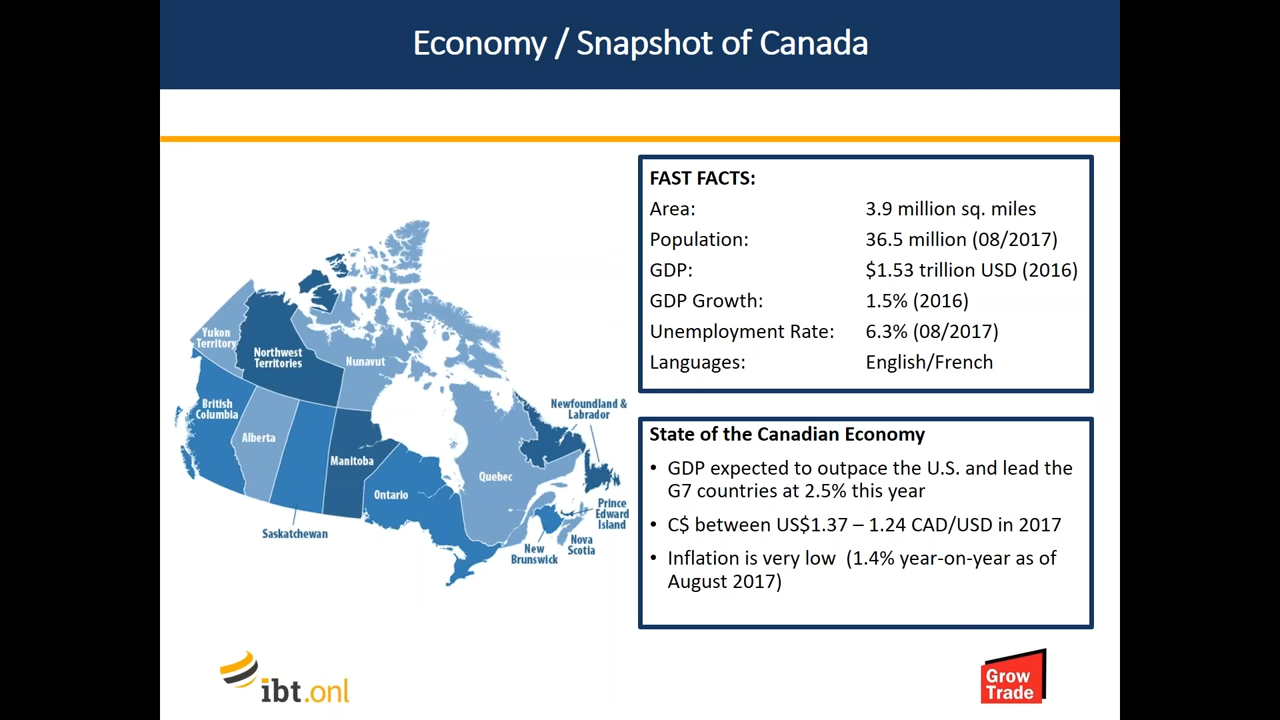 Economy / Snapshot of Canada
FAST FACTS:
Area: 3.9 million sq. miles
Population: 36.5 million (08/2017)
GDP: $1.53 trillion USD (2016)
GDP Growth: 1.5% (2016)
Unemployment Rate: 6.3% (08/2017)
Languages: English/French
State of the Canadian Economy
• GDP expected to outpace the U.S. and lead the
G7 countries at 2.5% this year
• C$ between US$1.37 – 1.24 CAD/USD in 2017
• Inflation is very low (1.4% year-on-year as of
August 2017)
Yukon
Territory
Northwest
Territories
Nunavut
British
Columbia
Alberta
Saskatchewan
Manitoba
Ontario
Quebec
Newfoundland &
Labrador
Prince
Edward
Island
Nova
Scotia
New
Brunswick
ibt.onl
Grow
Trade